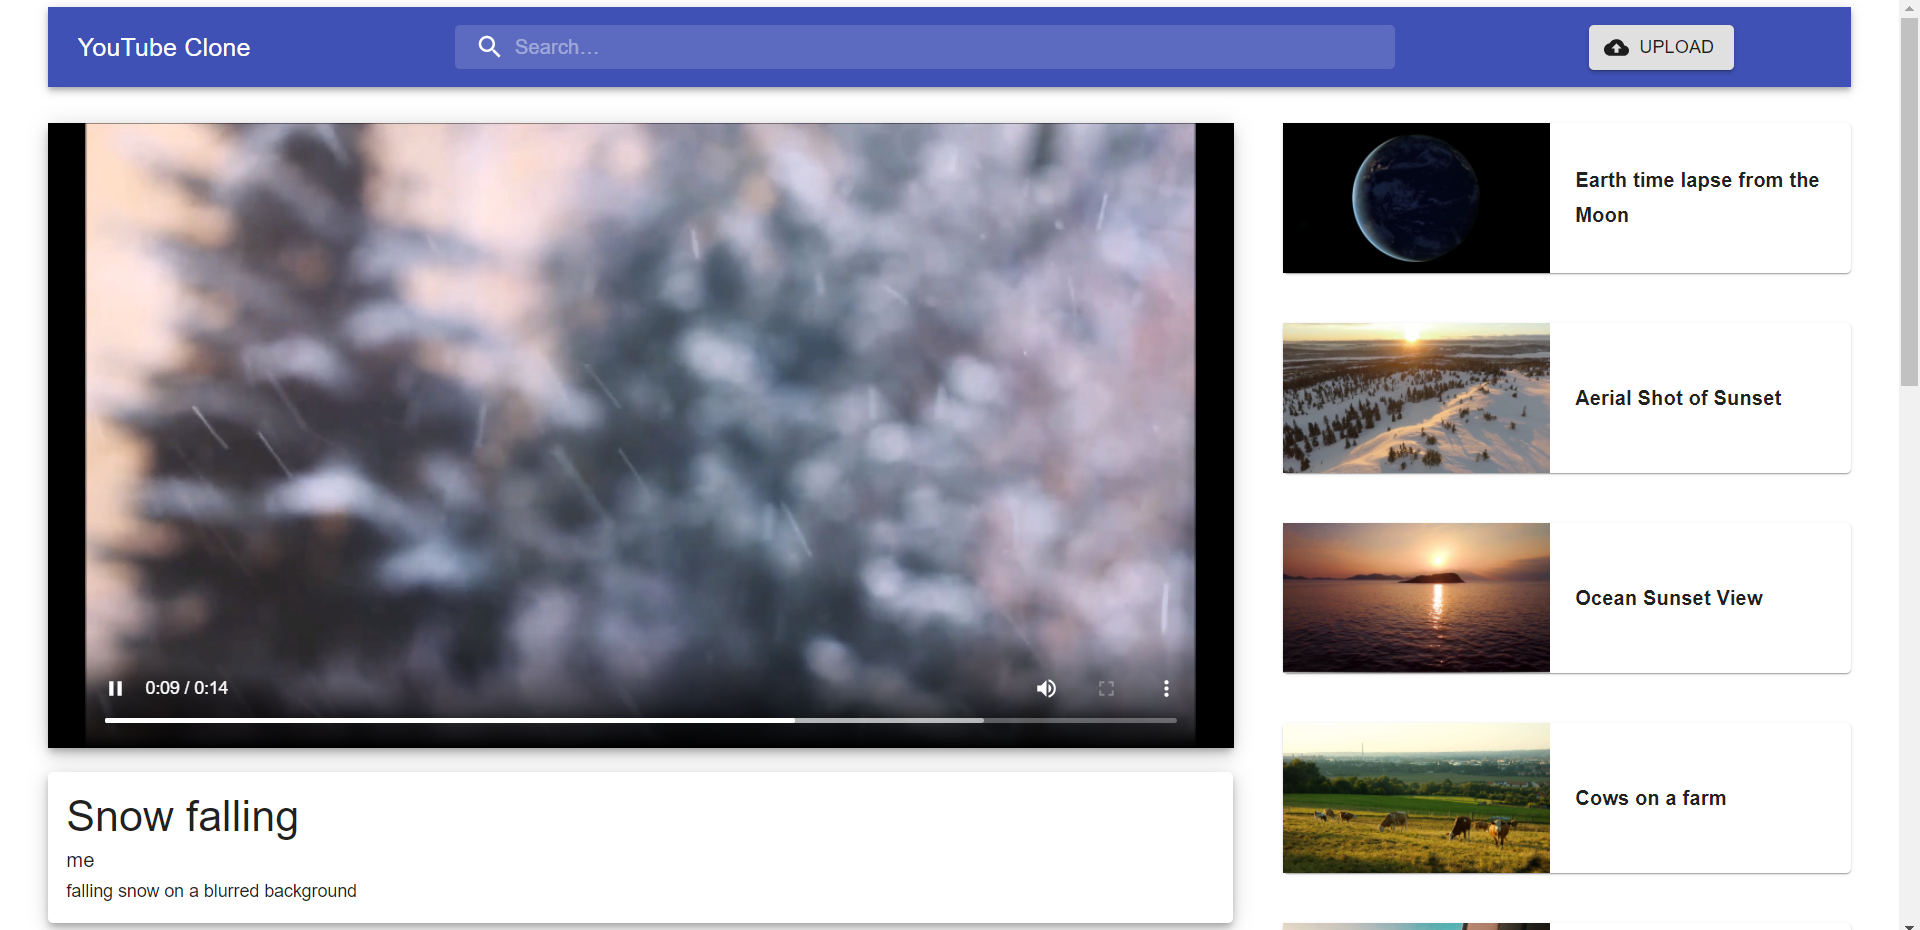 YouTube Clone
Search...
UPLOAD
0:09 / 0:14
Snow falling
me
falling snow on a blurred background
Earth time lapse from the
Moon
Aerial Shot of Sunset
Ocean Sunset View
Cows on a farm